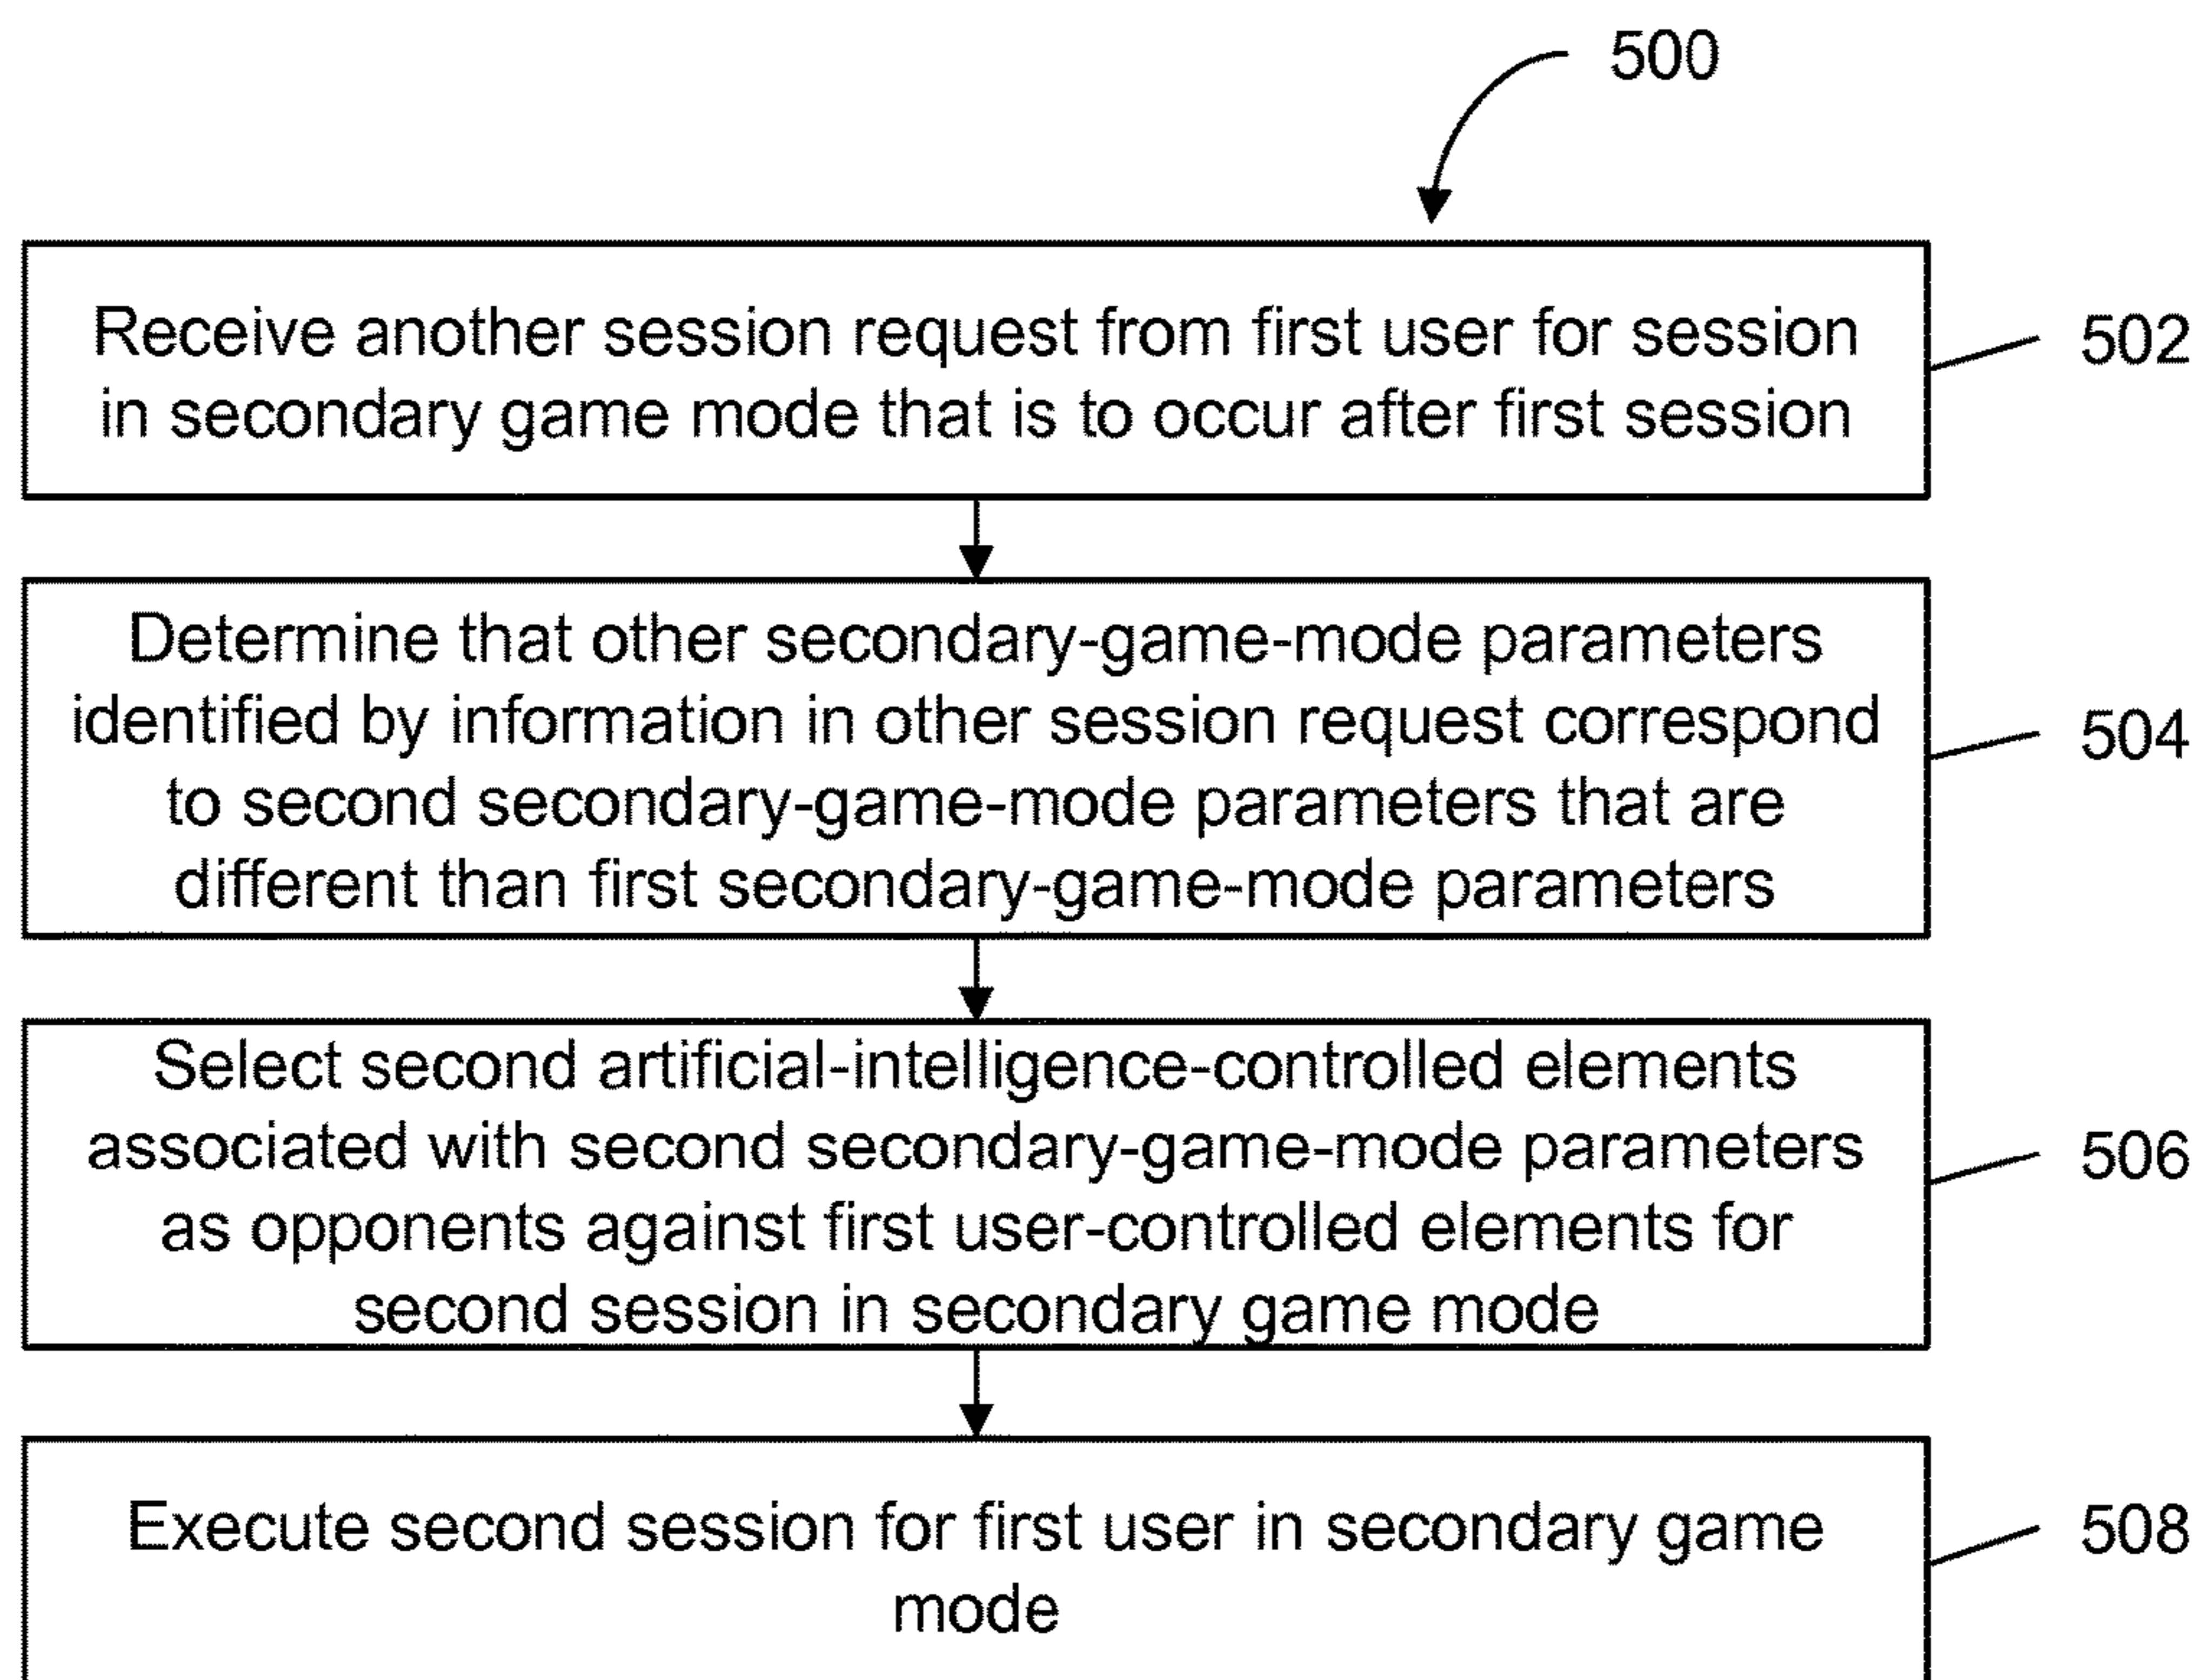 500
Receive another session request from first user for session
in secondary game mode that is to occur after first session
502
Determine that other secondary-game-mode parameters
identified by information in other session request correspond
to second secondary-game-mode parameters that are
different than first secondary-game-mode parameters
504
Select second artificial-intelligence-controlled elements
associated with second secondary-game-mode parameters
as opponents against first user-controlled elements for
second session in secondary game mode
506
Execute second session for first user in secondary game
mode
508